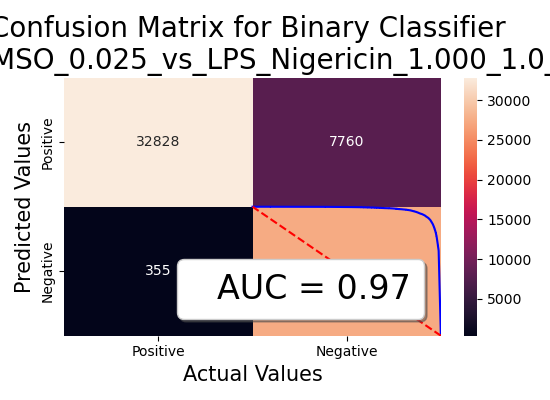 Confusion Matrix for Binary Classifier
MSO_0.025_vs_LPS_Nigericin_1.000_1.0_
Predicted Values
Positive
Negative
32828
7760
355
AUC = 0.97
Positive
Negative
Actual Values
30000
25000
20000
15000
10000
5000